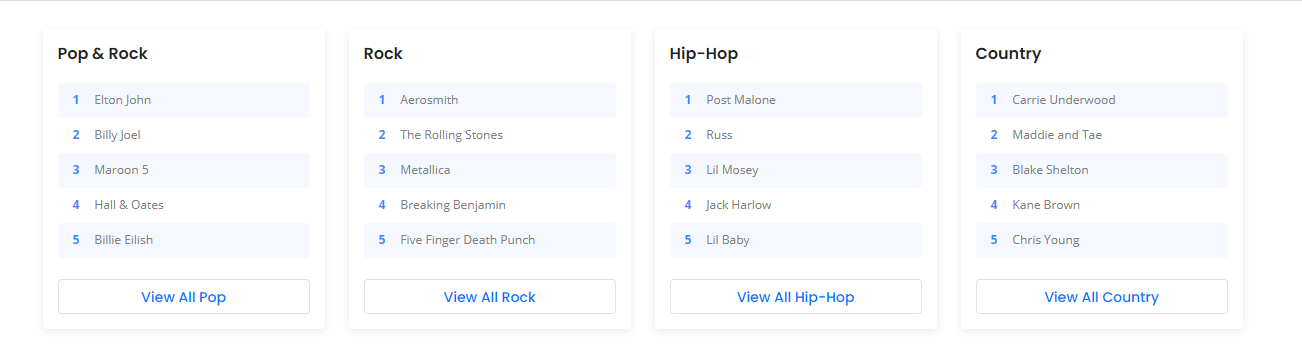 Pop & Rock
1 Elton John
2 Billy Joel
3 Maroon 5
4 Hall & Oates
5 Billie Eilish
View All Pop
Rock
1 Aerosmith
2 The Rolling Stones
3 Metallica
4 Breaking Benjamin
5 Five Finger Death Punch
View All Rock
Hip-Hop
1 Post Malone
2 Russ
3 Lil Mosey
4 Jack Harlow
5 Lil Baby
View All Hip-Hop
Country
1 Carrie Underwood
2 Maddie and Tae
3 Blake Shelton
4 Kane Brown
5 Chris Young
View All Country